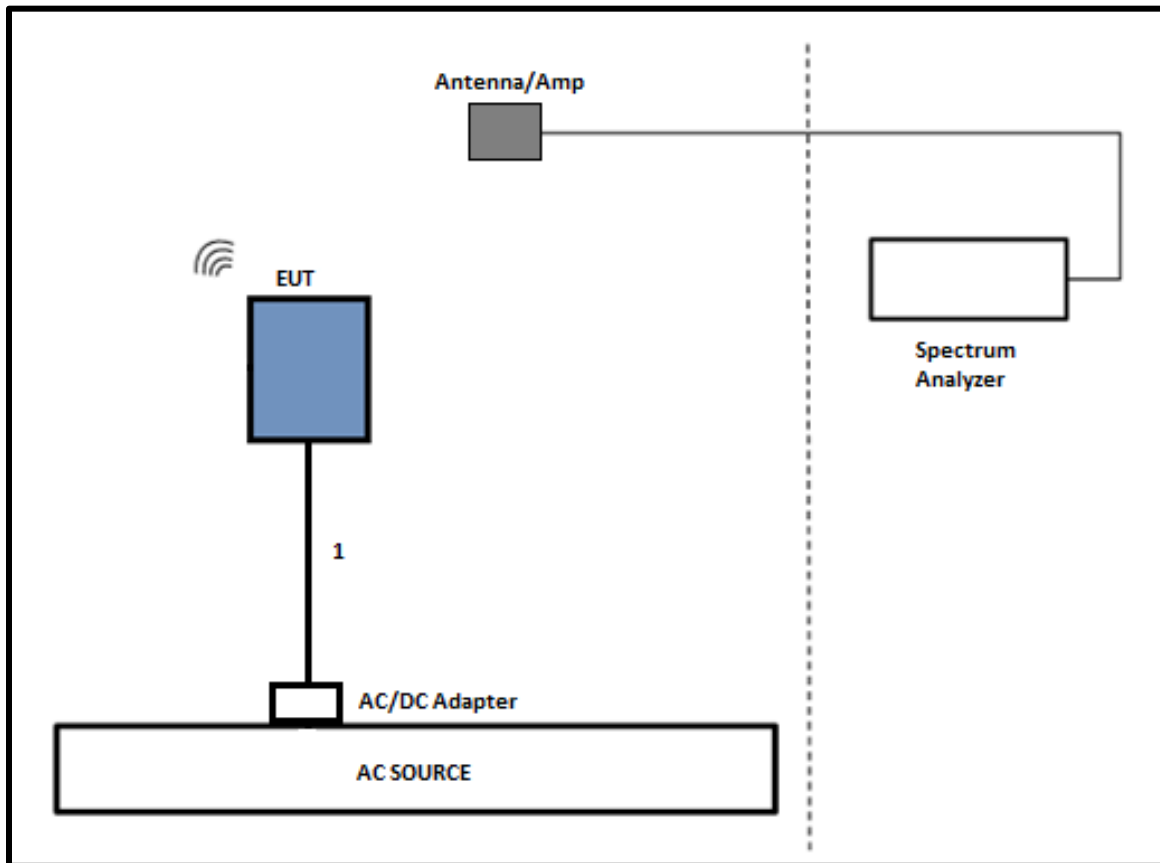 Antenna/Amp
EUT
Spectrum
Analyzer
1
AC/DC Adapter
AC SOURCE